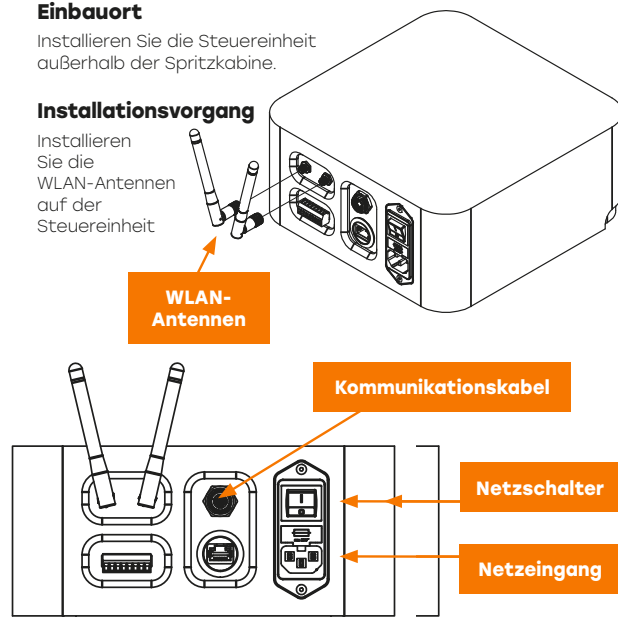 Einbauort
Installieren Sie die Steuereinheit
außerhalb der Spritzkabine.
Installationsvorgang
Installieren
Sie die
WLAN-Antennen
auf der
Steuereinheit
WLAN-
Antennen
Kommunikationskabel
Netzschalter
Netzeingang